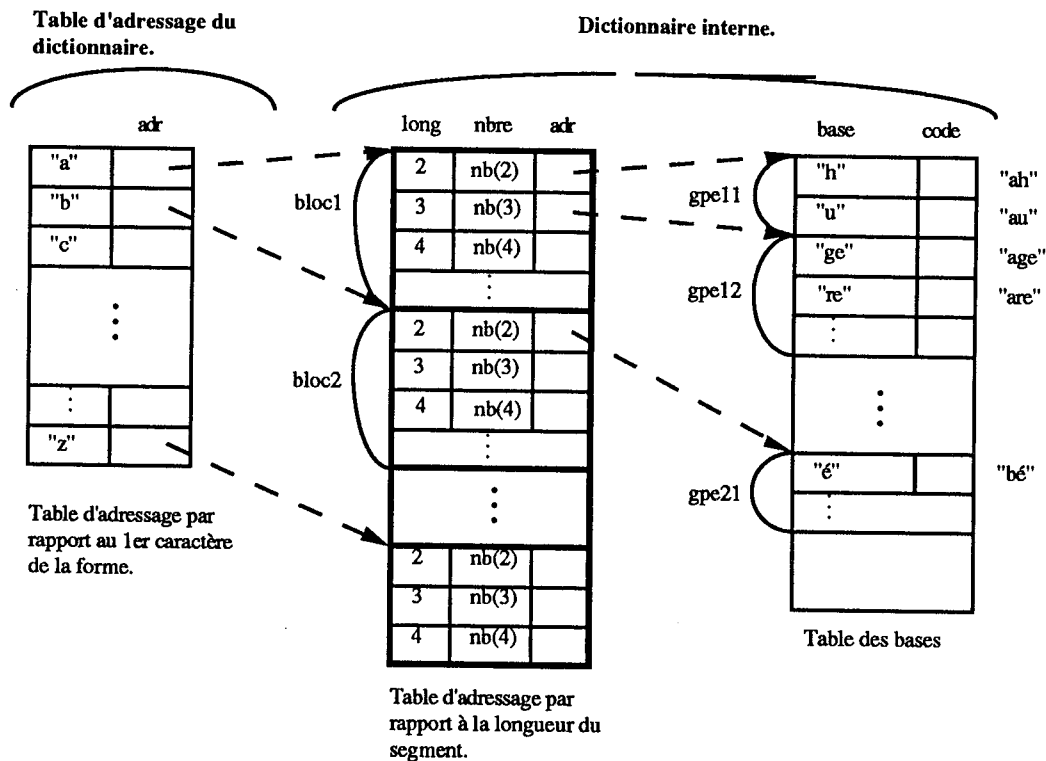 Table d'adressage du
dictionnaire.
Dictionnaire interne.
adr
"a"
"b"
"c"
⋮
⋮
"z"
Table d'adressage par
rapport au 1er caractère
de la forme.
long nbre adr
bloc1
2 nb(2)
3 nb(3)
4 nb(4)
⋮
bloc2
2 nb(2)
3 nb(3)
4 nb(4)
⋮
⋮
2 nb(2)
3 nb(3)
4 nb(4)
Table d'adressage par
rapport à la longueur du
segment.
base code
gpe11
"h" "ah"
"u" "au"
gpe12
"ge" "age"
"re" "are"
⋮
⋮
gpe21
"é" "bé"
⋮
Table des bases